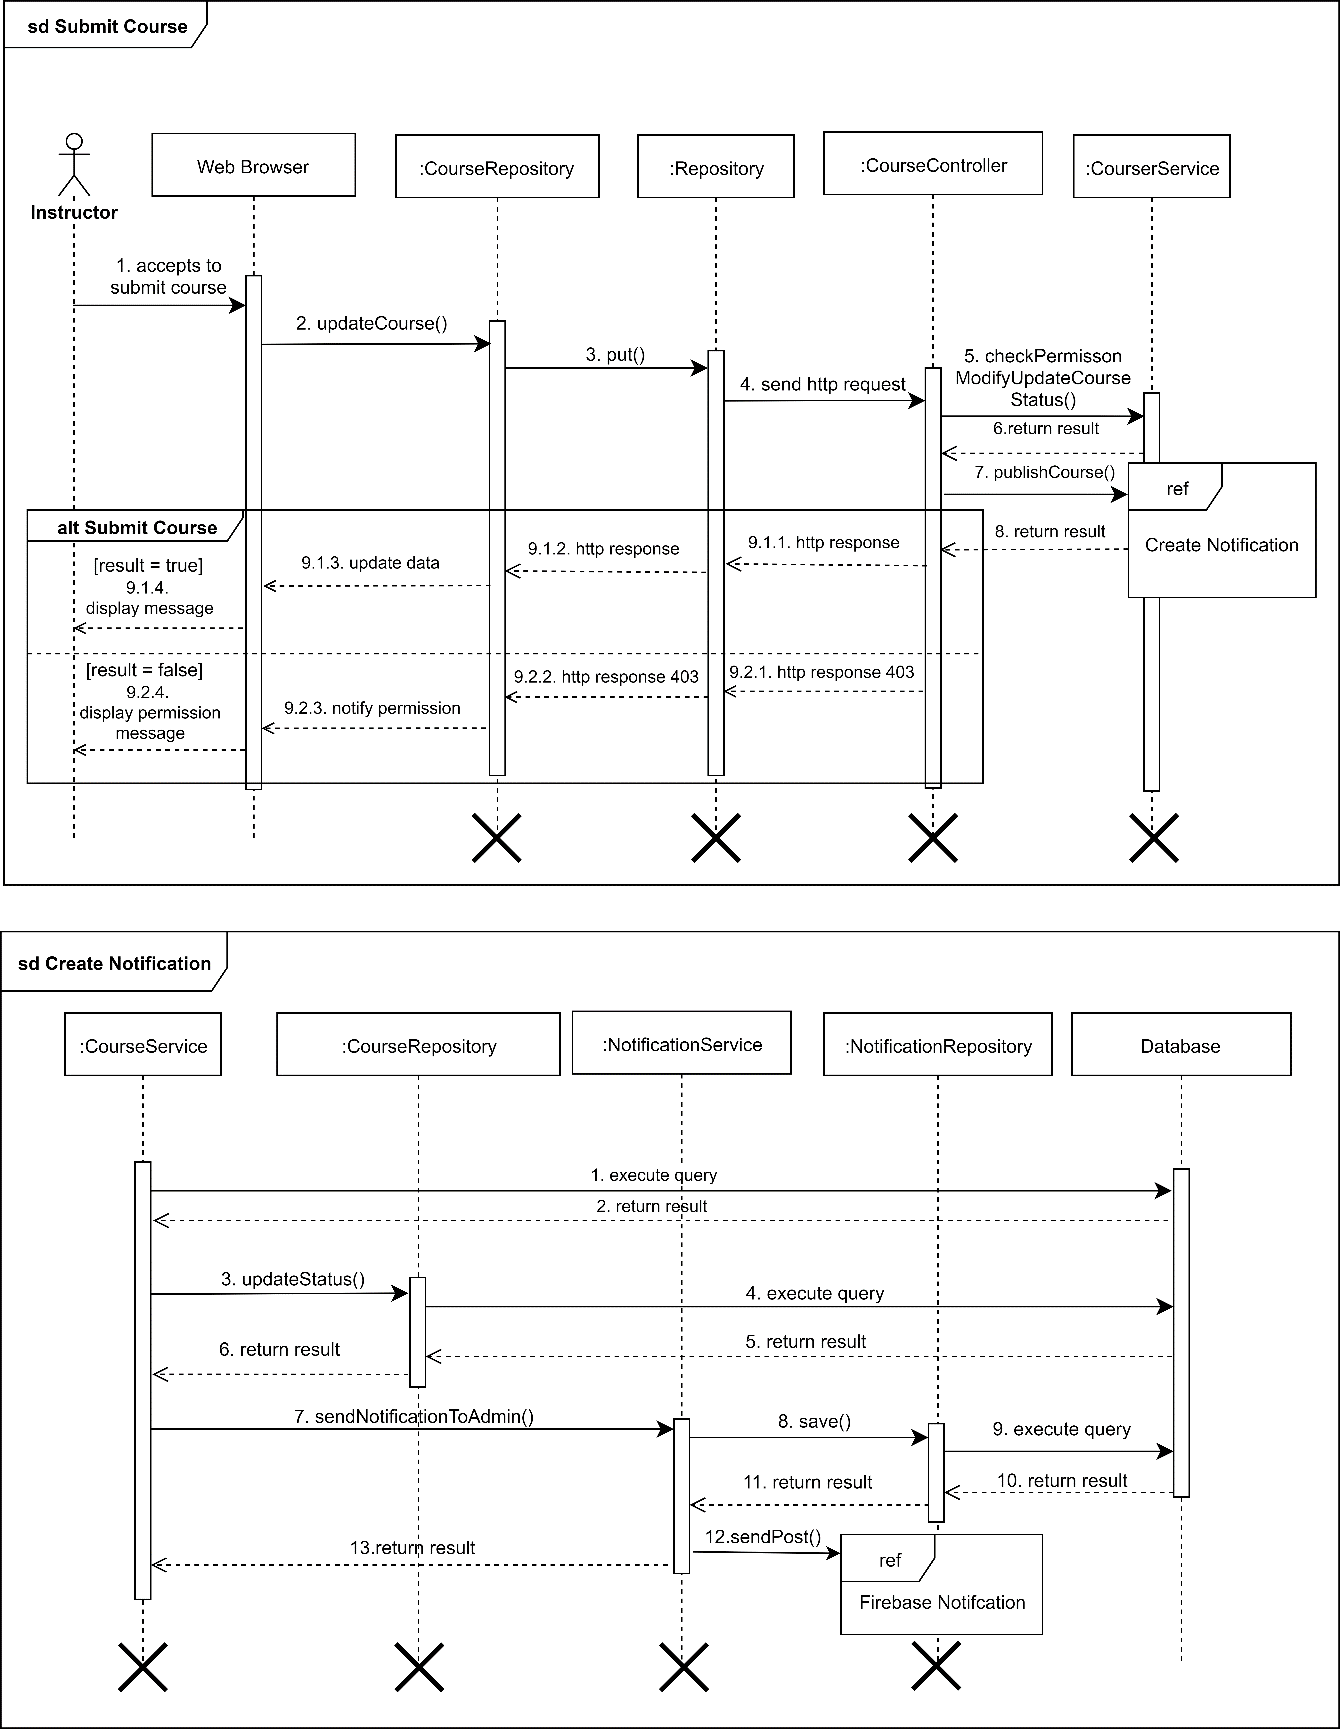 sd Submit Course
Instructor
Web Browser
:CourseRepository
:Repository
:CourseController
:CourserService
1. accepts to
submit course
2. updateCourse()
3. put()
4. send http request
5. checkPermisson
ModifyUpdateCourse
Status()
6.return result
7. publishCourse()
ref
Create Notification
8. return result
alt Submit Course
9.1.1. http response
9.1.2. http response
9.1.3. update data
[result = true]
9.1.4.
display message
[result = false]
9.2.1. http response 403
9.2.2. http response 403
9.2.3. notify permission
9.2.4.
display permission
message
sd Create Notification
:CourseService
:CourseRepository
:NotificationService
:NotificationRepository
Database
1. execute query
2. return result
3. updateStatus()
4. execute query
5. return result
6. return result
7. sendNotificationToAdmin()
8. save()
9. execute query
10. return result
11. return result
12.sendPost()
13.return result
ref
Firebase Notifcation